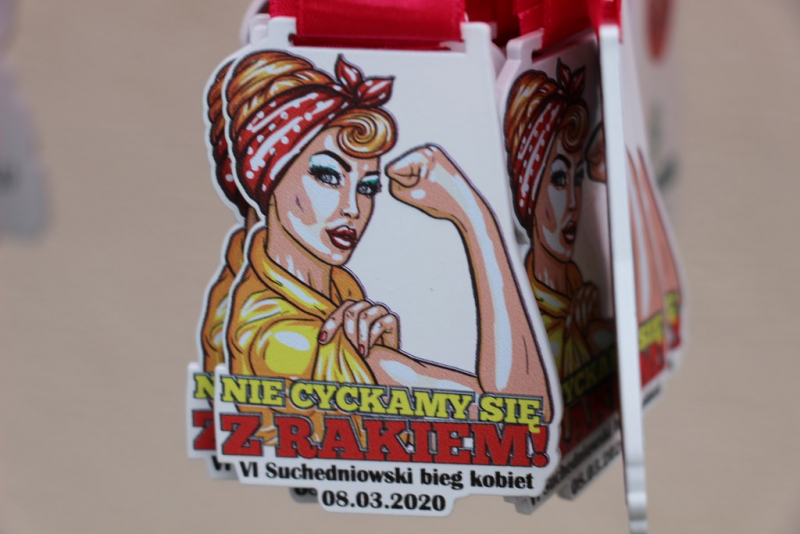 NIE CYCKAMY SIĘ
Z RAKIEM!
VI Suchedniowski bieg kobiet
08.03.2020